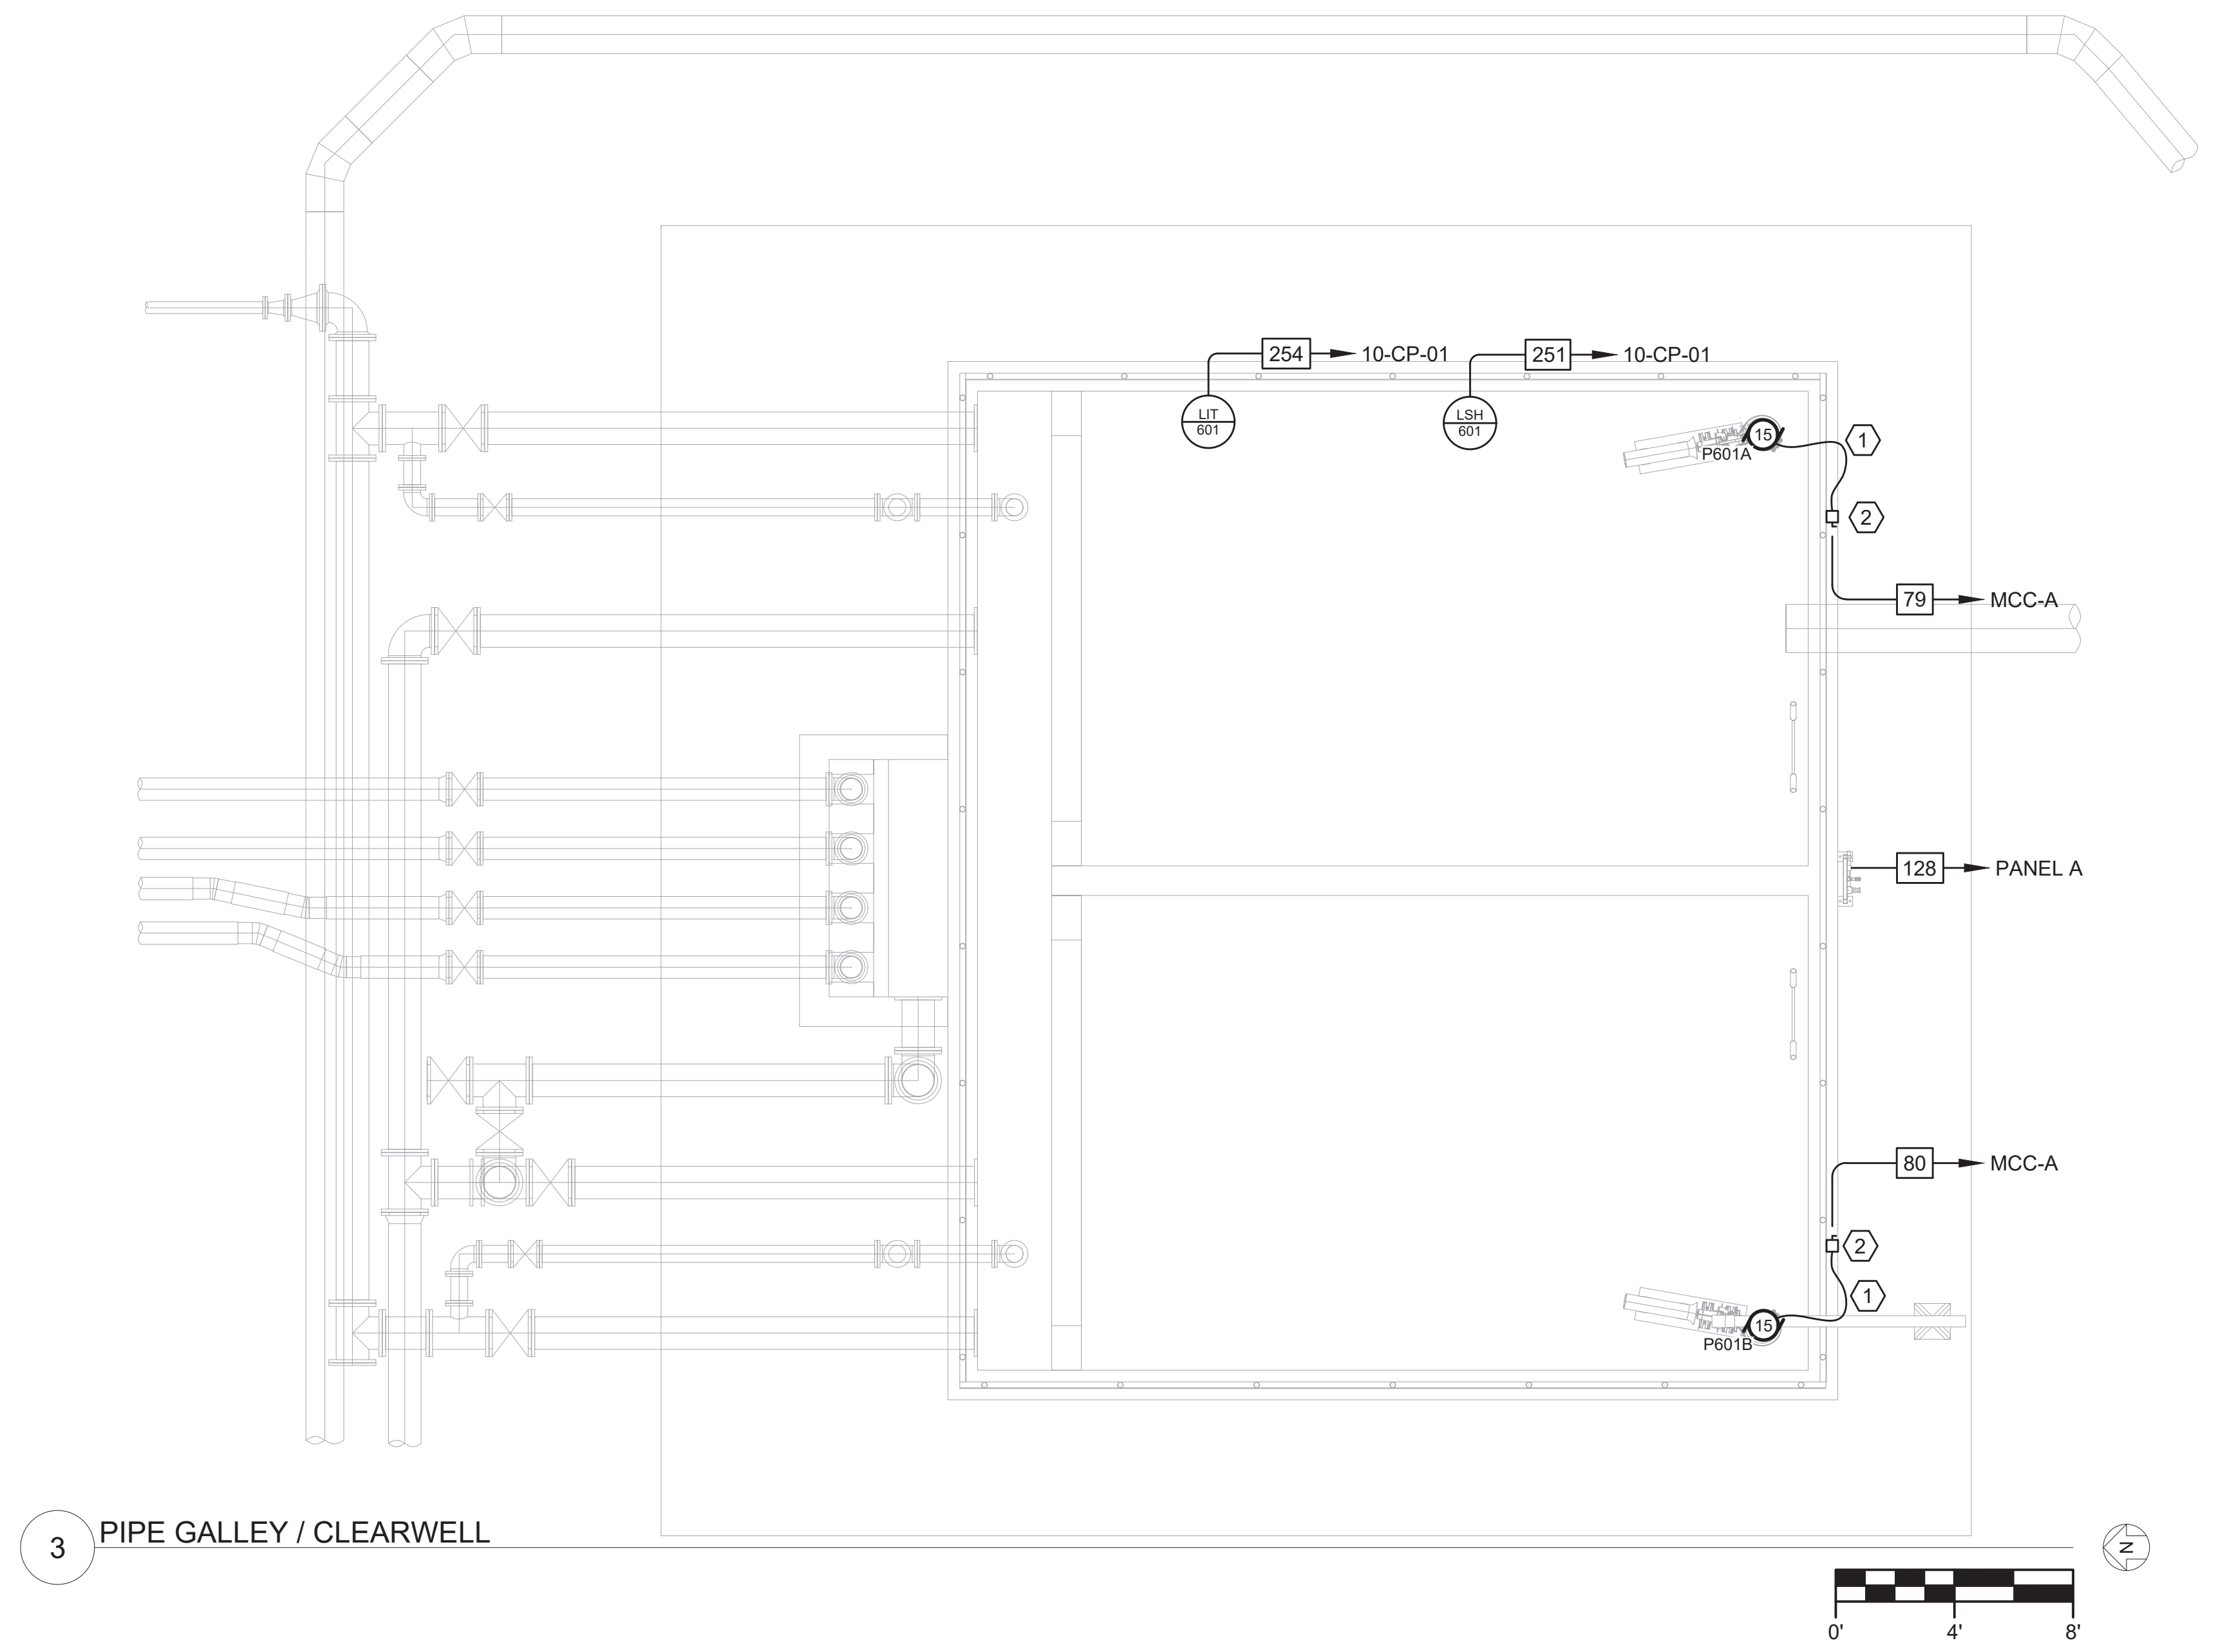 254 10-CP-01
251 10-CP-01
LIT
601
LSH
601
15
P601A
1
2
79 MCC-A
128 PANEL A
80 MCC-A
2
1
15
P601B
3 PIPE GALLEY / CLEARWELL
N
0' 4' 8'